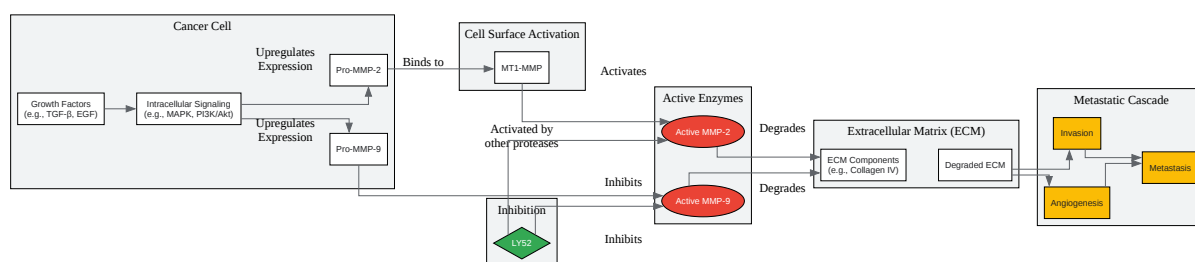 Cancer Cell
Growth Factors
(e.g., TGF-β, EGF)
Intracellular Signaling
(e.g., MAPK, PI3K/Akt)
Upregulates
Expression
Upregulates
Expression
Pro-MMP-2
Pro-MMP-9
Binds to
Cell Surface Activation
MT1-MMP
Activates
Activated by
other proteases
Inhibits
Inhibits
Inhibition
LY52
Active Enzymes
Active MMP-2
Active MMP-9
Degrades
Degrades
Extracellular Matrix (ECM)
ECM Components
(e.g., Collagen IV)
Degraded ECM
Metastatic Cascade
Invasion
Angiogenesis
Metastasis